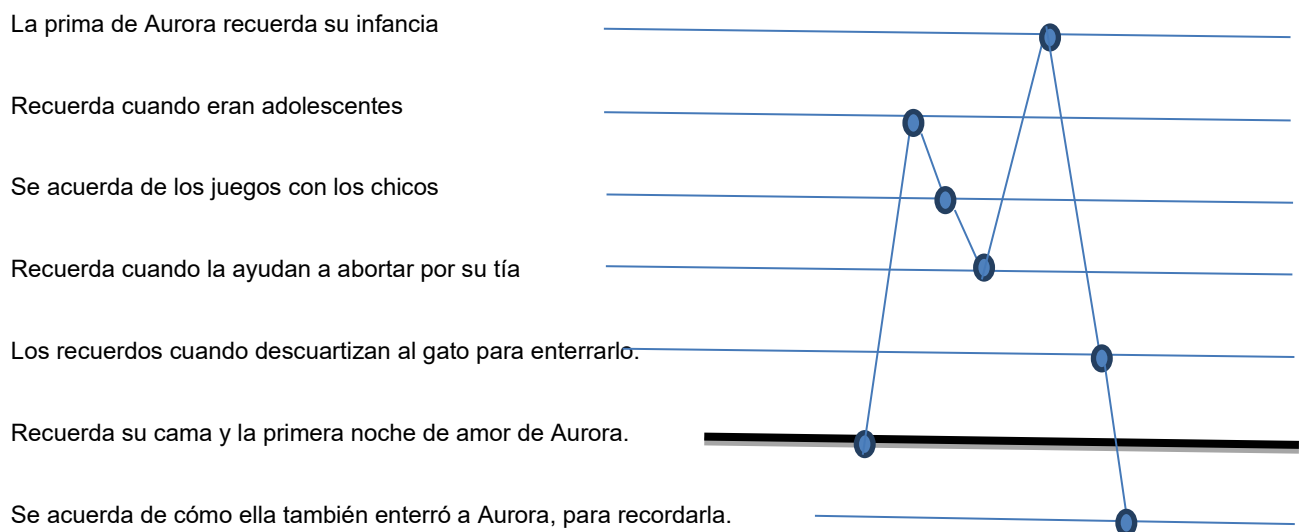 La prima de Aurora recuerda su infancia
Recuerda cuando eran adolescentes
Se acuerda de los juegos con los chicos
Recuerda cuando la ayudan a abortar por su tía
Los recuerdos cuando descuartizan al gato para enterrarlo.
Recuerda su cama y la primera noche de amor de Aurora.
Se acuerda de cómo ella también enterró a Aurora, para recordarla.